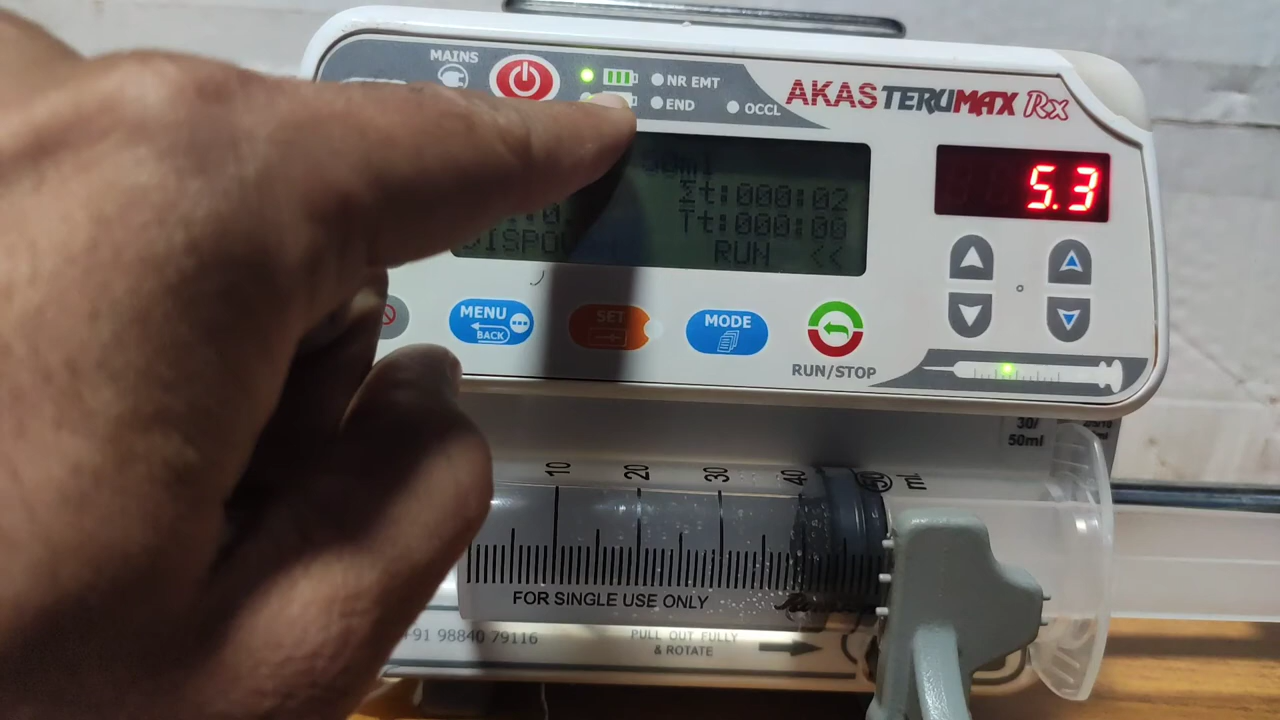 MAINS
NR EMT
END
OCCL
AKAS TERUMAX Rx
5.3
Σt:000:02
Tt:000:00
RUN <<
MENU
BACK
SET
MODE
RUN/STOP
30/
50ml
10 20 30 40 50 ml
FOR SINGLE USE ONLY
+91 98840 79116
PULL OUT FULLY
& ROTATE